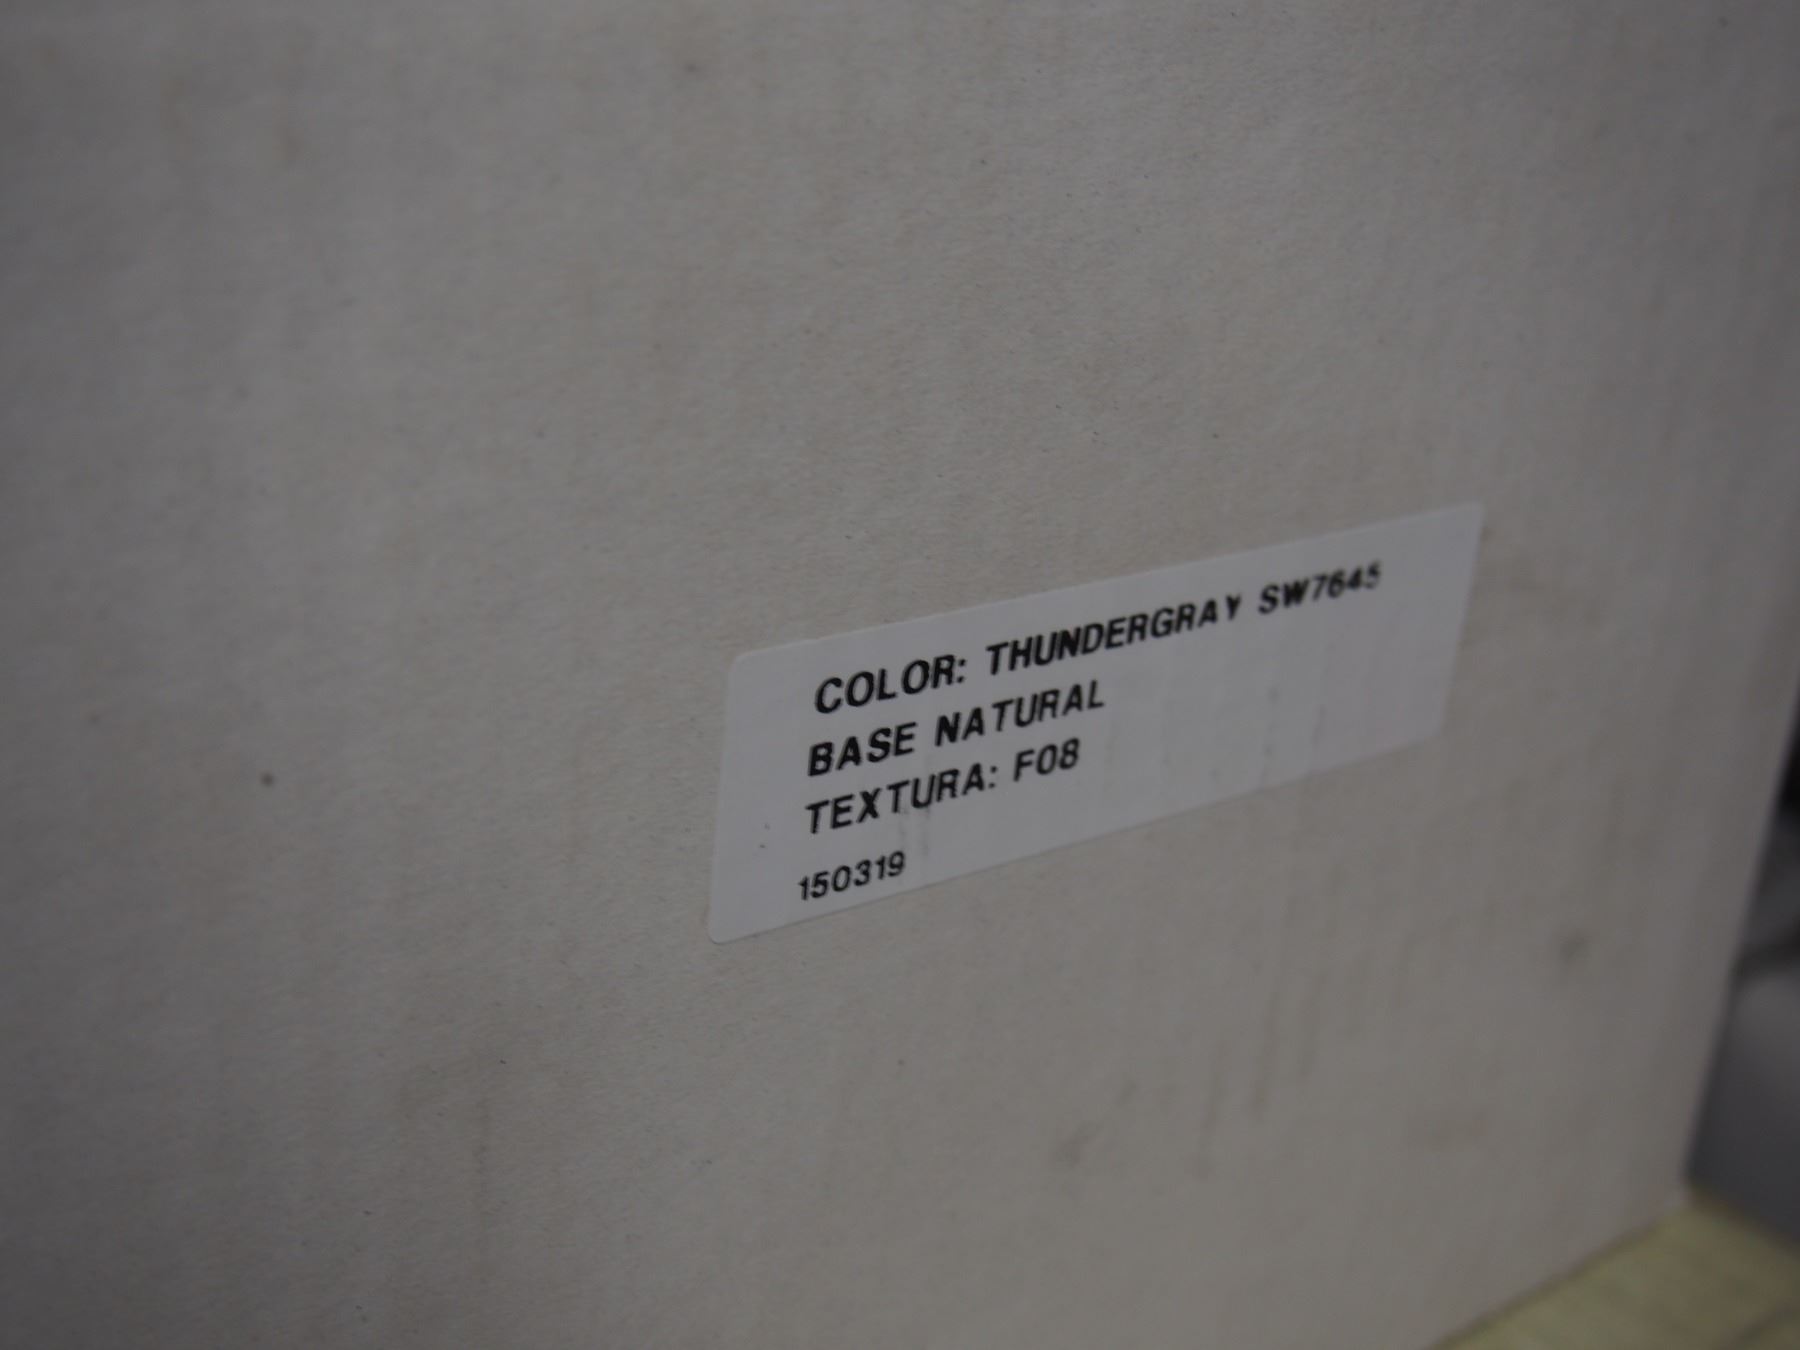 COLOR: THUNDERGRAY SW7645
BASE NATURAL
TEXTURA: F08
150319